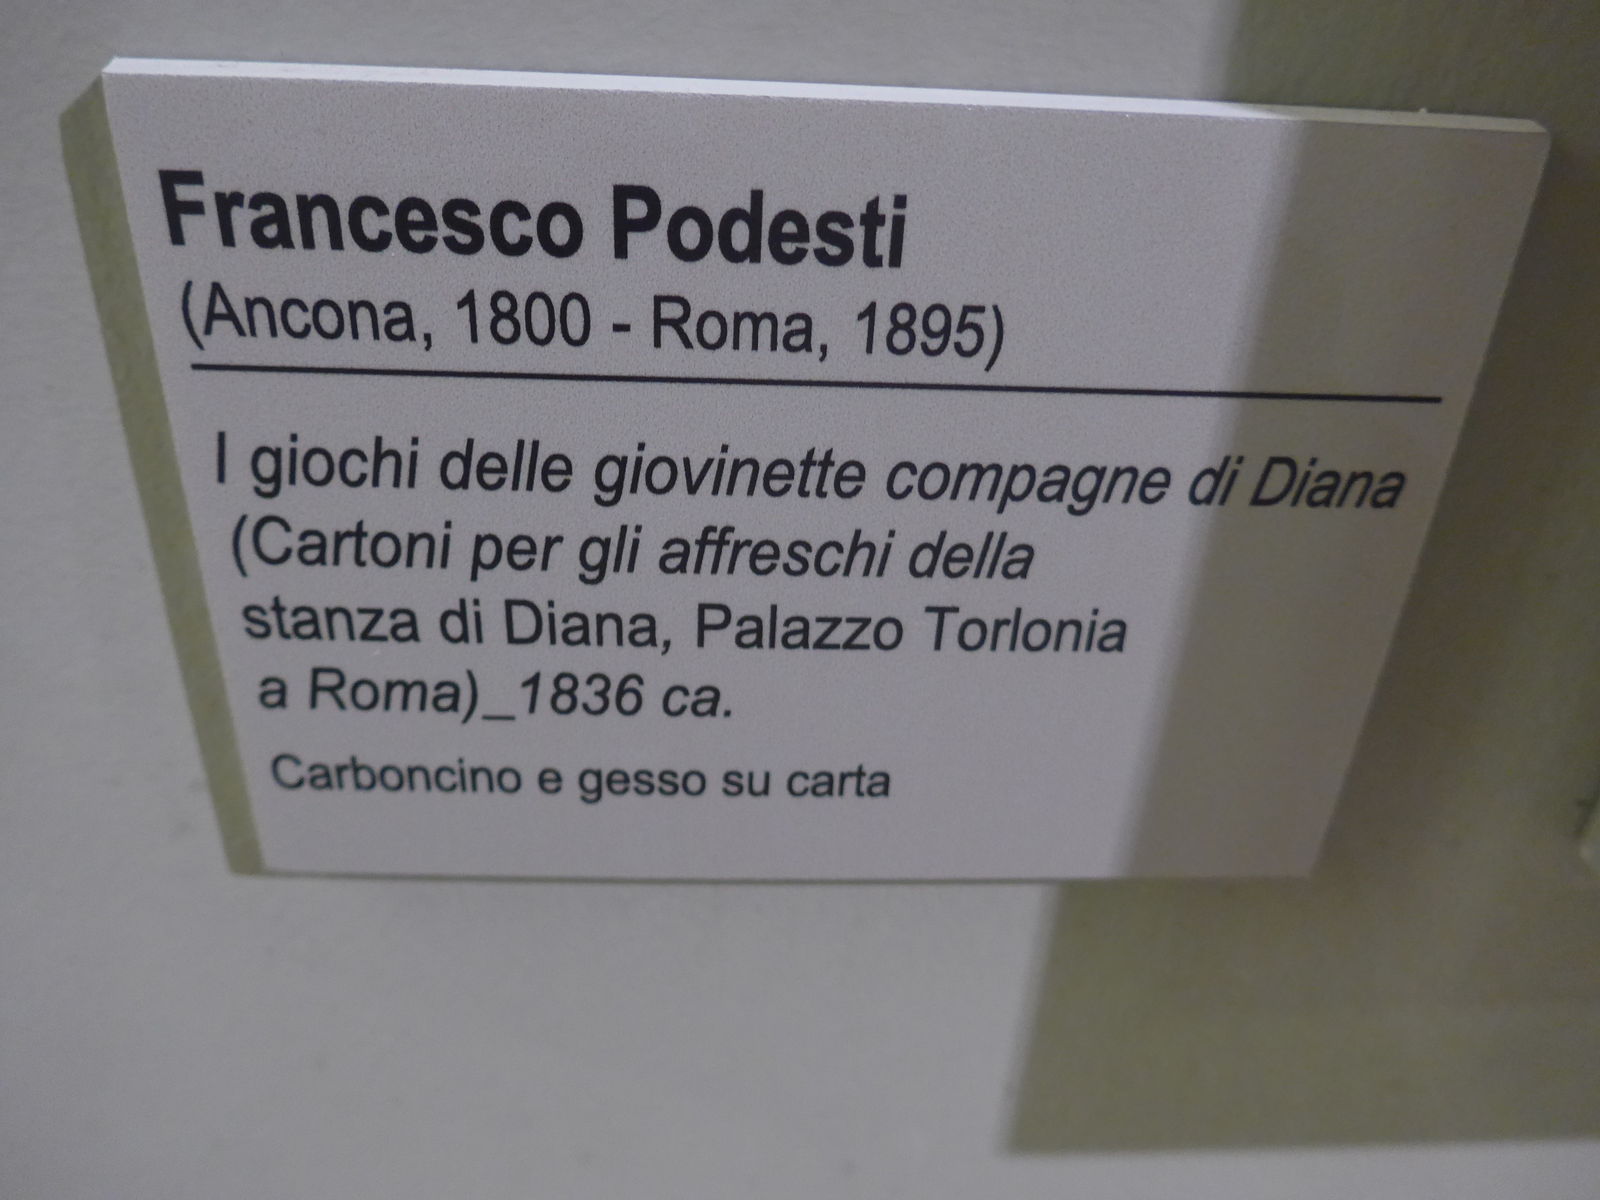 Francesco Podesti
(Ancona, 1800 - Roma, 1895)
I giochi delle giovinette compagne di Diana
(Cartoni per gli affreschi della
stanza di Diana, Palazzo Torlonia
a Roma)_1836 ca.
Carboncino e gesso su carta